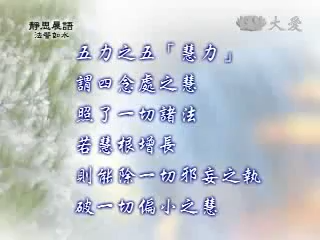 靜思晨語
法譬如水
大愛
五力之五「慧力」
謂四念處之慧
照了一切諸法
若慧根增長
則能除一切邪妄之執
破一切偏小之慧